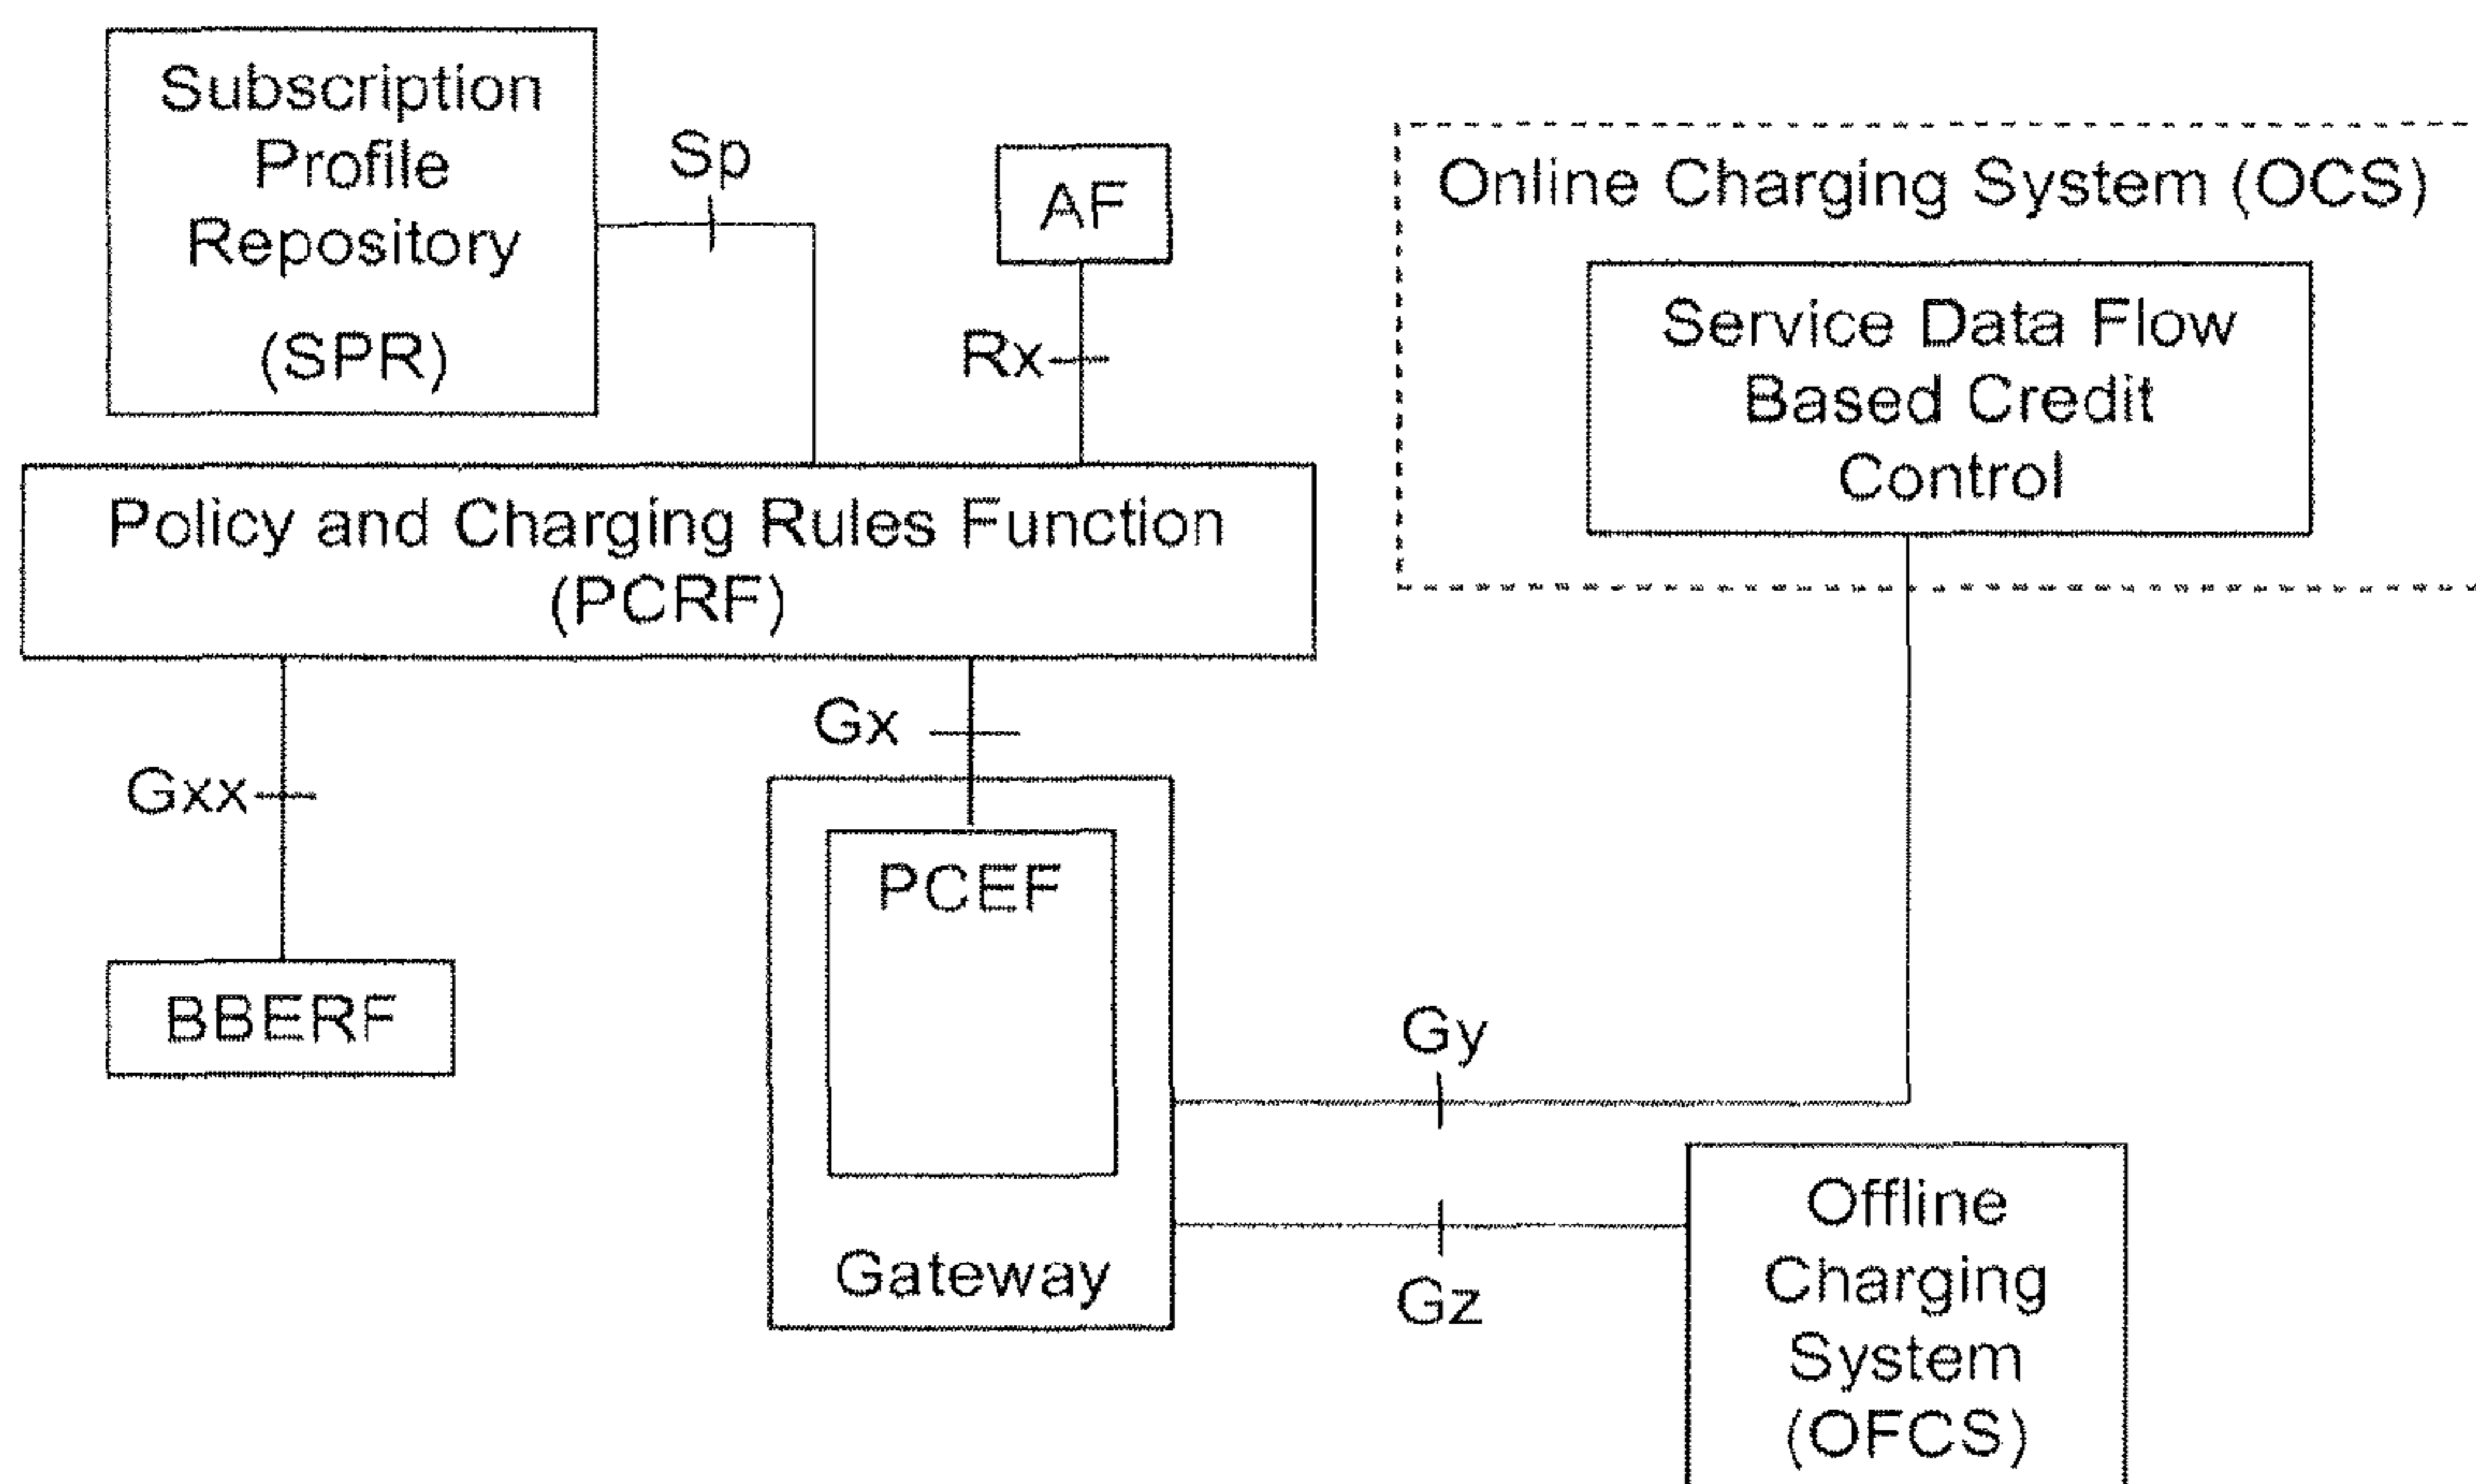 Subscription
Profile
Repository
(SPR)
Sp
AF
Rx
Online Charging System (OCS)
Service Data Flow
Based Credit
Control
Policy and Charging Rules Function
(PCRF)
Gx
Gxx
PCEF
BBERF
Gateway
Gy
Gz
Offline
Charging
System
(OFCS)